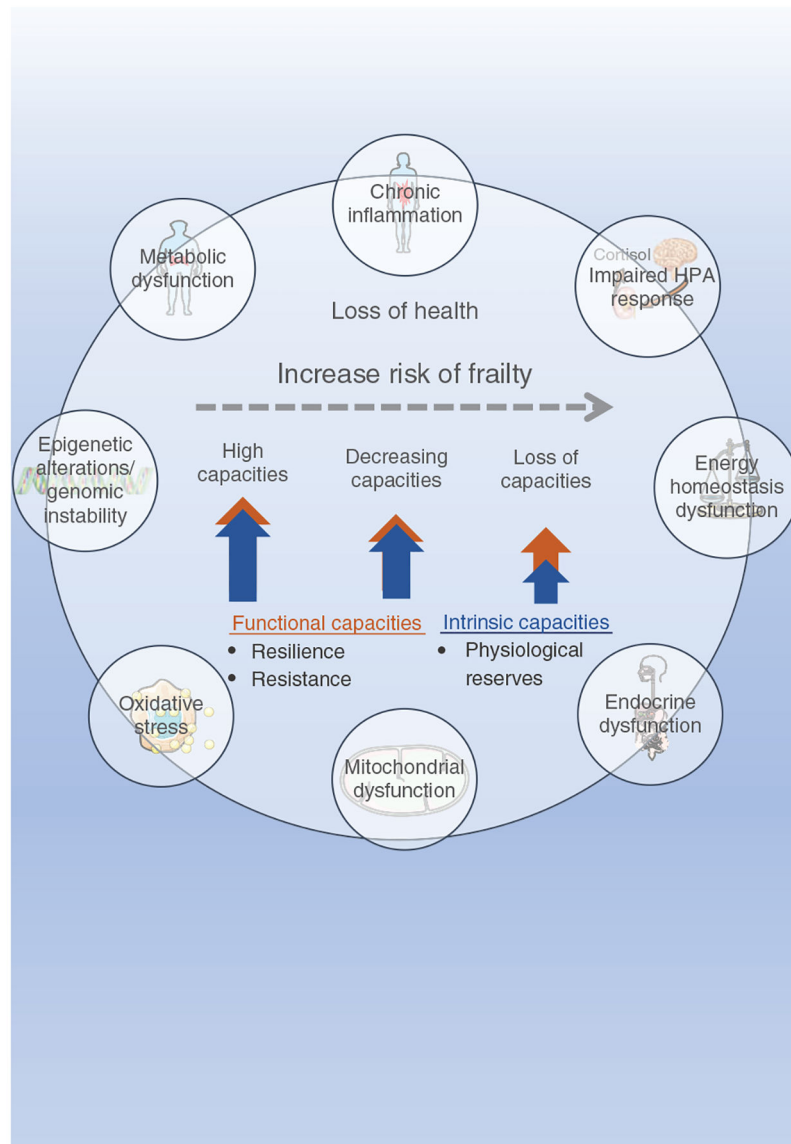 Chronic
inflammation
Metabolic
dysfunction
Cortisol
Impaired HPA
response
Loss of health
Increase risk of frailty
Epigenetic
alterations/
genomic
instability
High
capacities
Decreasing
capacities
Loss of
capacities
Energy
homeostasis
dysfunction
Functional capacities
• Resilience
• Resistance
Intrinsic capacities
• Physiological
reserves
Oxidative
stress
Endocrine
dysfunction
Mitochondrial
dysfunction